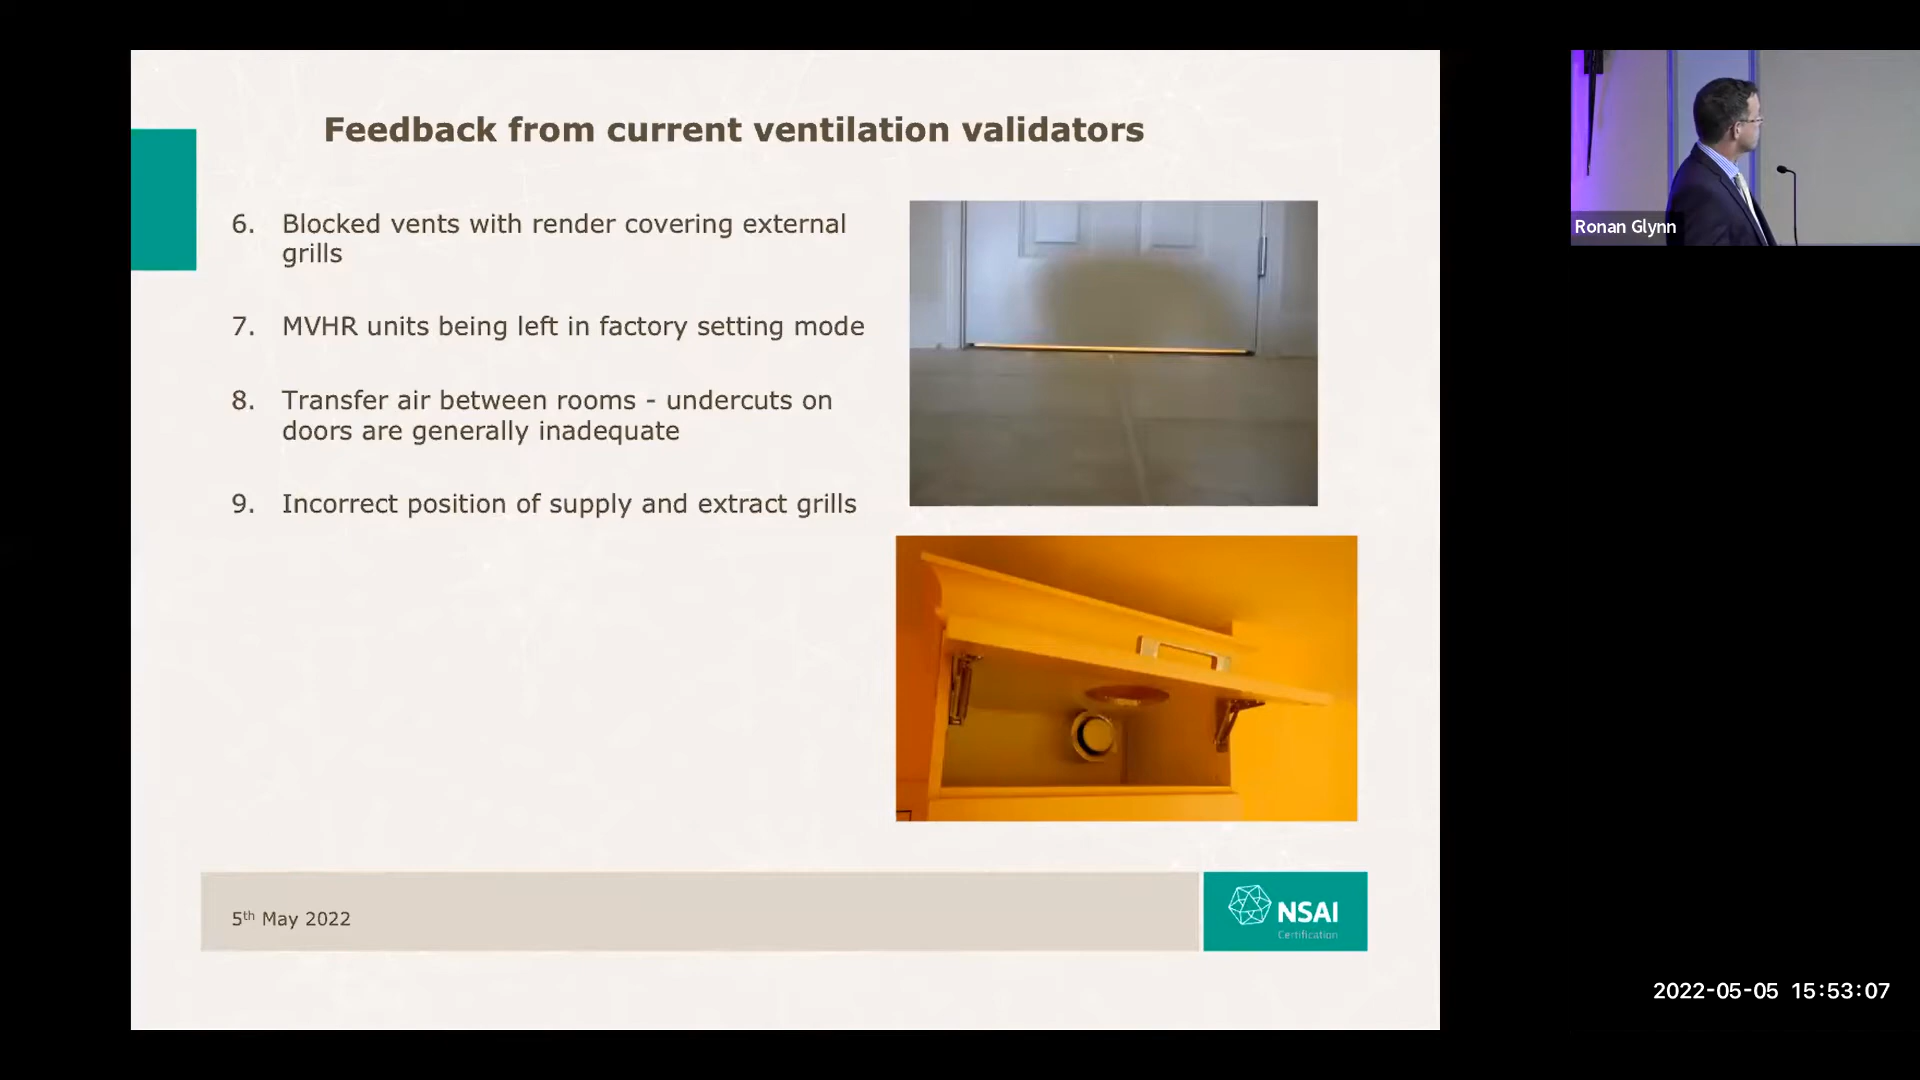 Feedback from current ventilation validators
6. Blocked vents with render covering external
grills
7. MVHR units being left in factory setting mode
8. Transfer air between rooms - undercuts on
doors are generally inadequate
9. Incorrect position of supply and extract grills
5th May 2022
NSAI
Certification
Ronan Glynn
2022-05-05 15:53:07